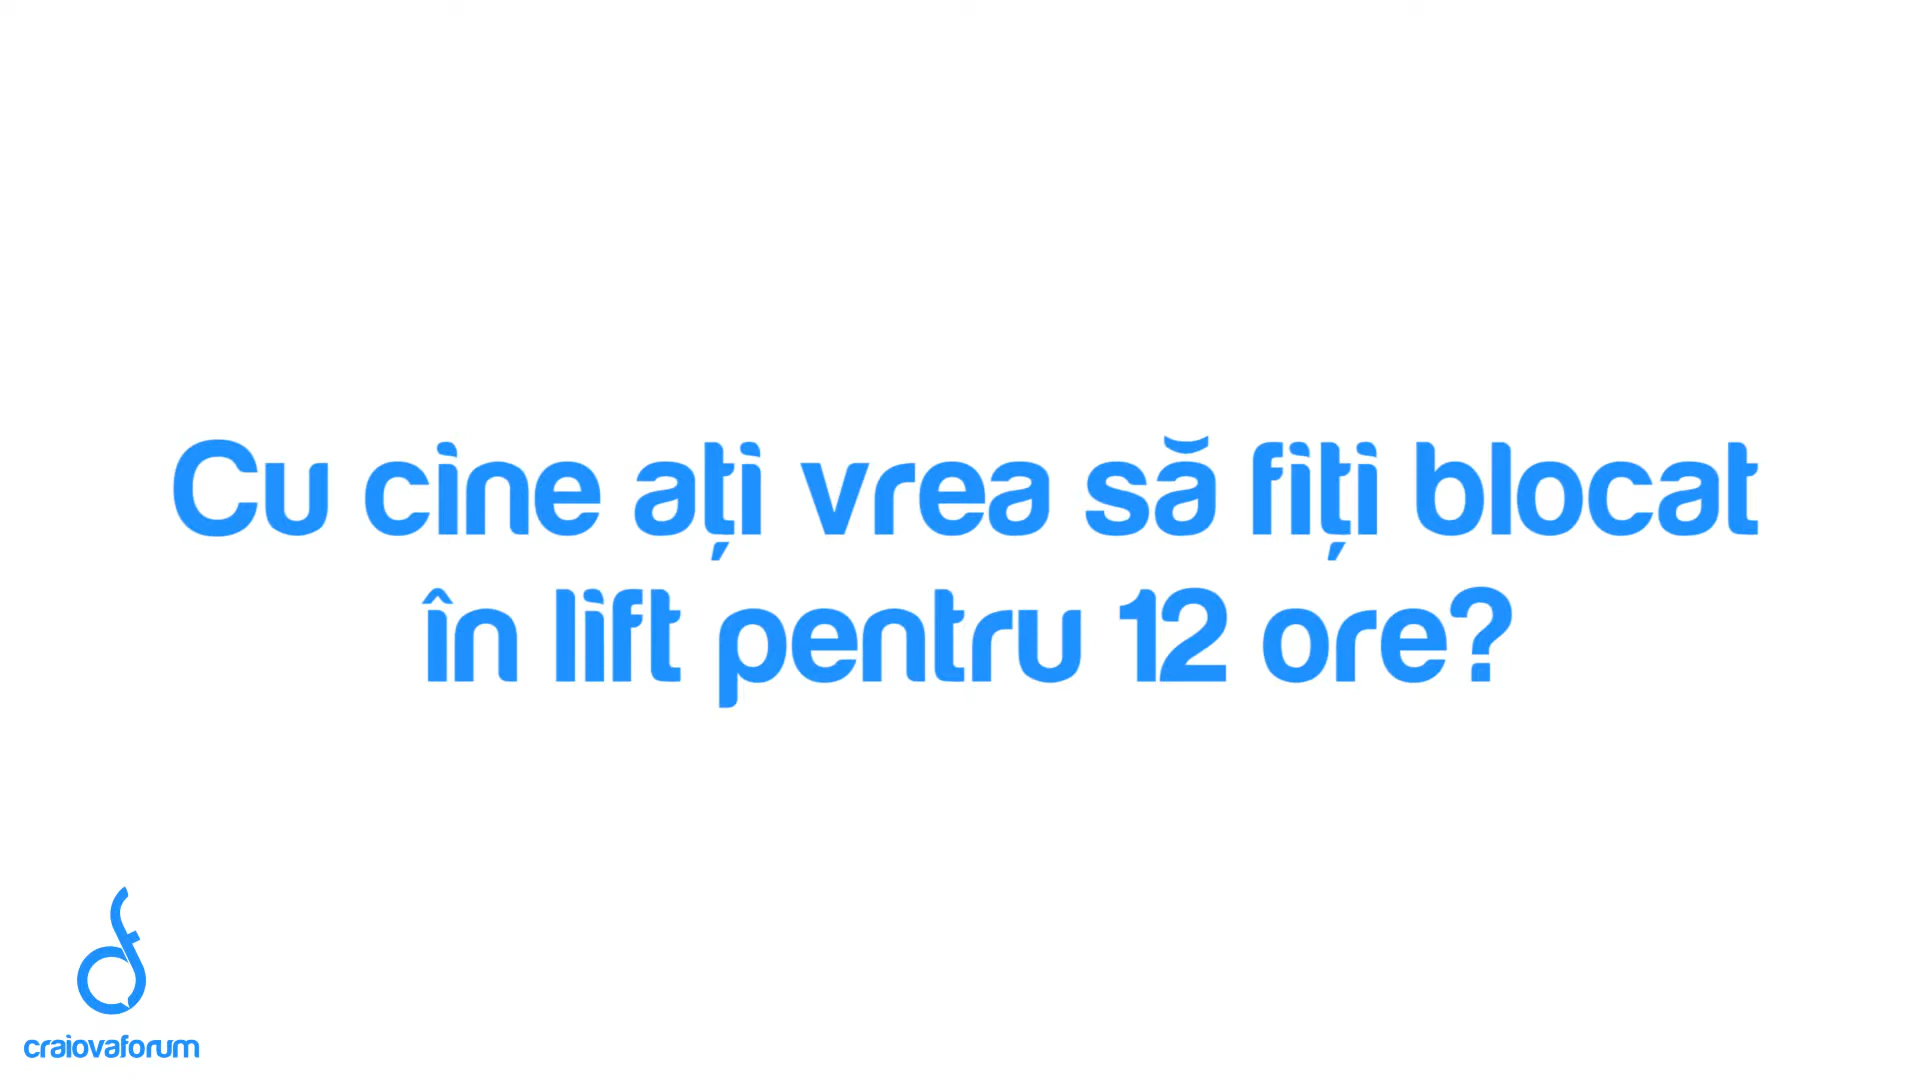 Cu cine ați vrea să fiți blocat
în lift pentru 12 ore?
craiovaforum